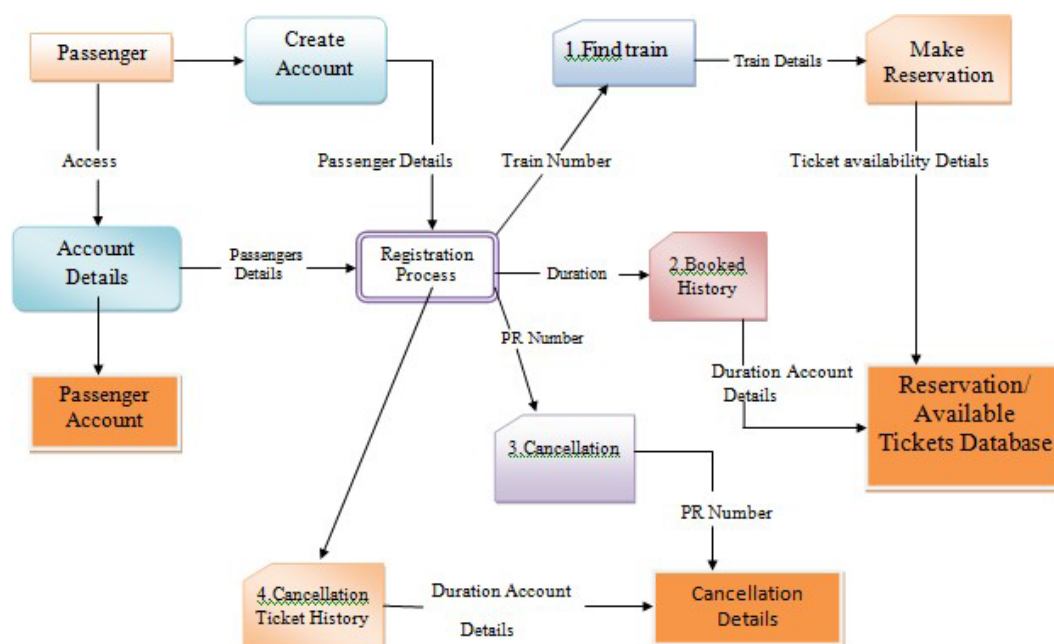 Passenger
Create
Account
1.Find train
Train Details
Make
Reservation
Access
Passenger Details
Train Number
Ticket availability Detials
Account
Details
Passengers
Details
Registration
Process
Duration
2.Booked
History
PR Number
Passenger
Account
Duration Account
Details
Reservation/
Available
Tickets Database
3.Cancellation
PR Number
4.Cancellation
Ticket History
Duration Account
Details
Cancellation
Details